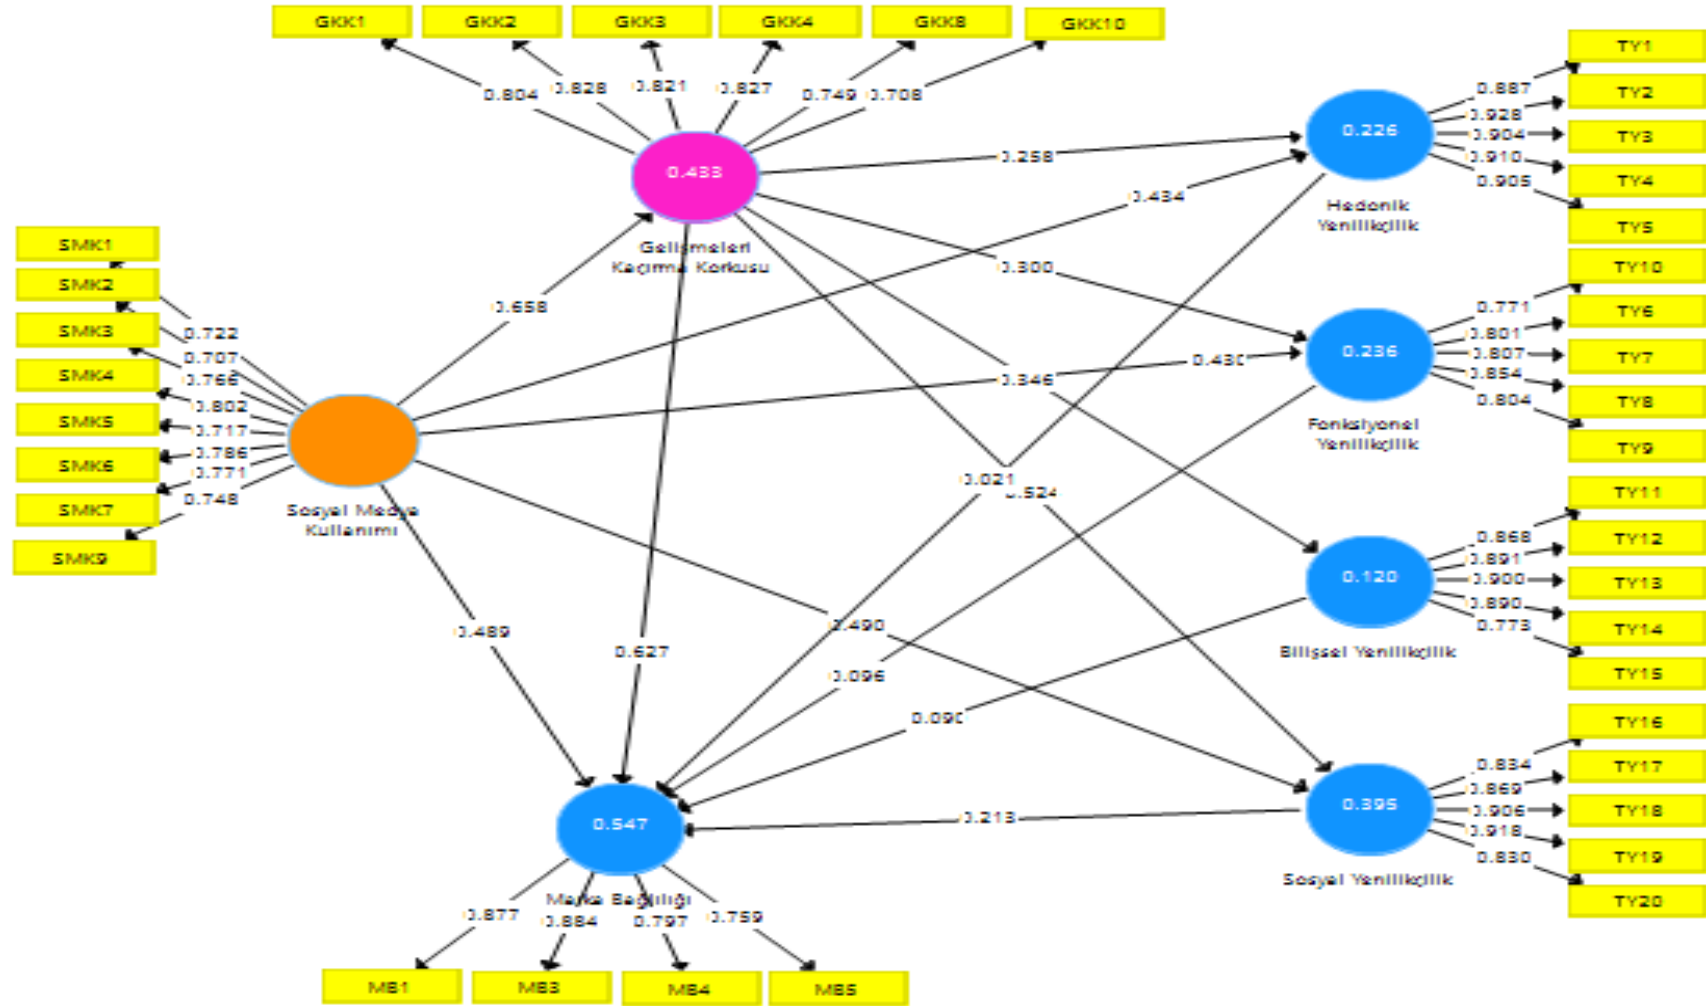 GKK1
GKK2
GKK3
GKK4
GKK8
GKK10
0.804
0.828
0.821
0.827
0.749
0.708
0.433
Gelişmeleri
Kaçırma Korkusu
SMK1
SMK2
SMK3
SMK4
SMK5
SMK6
SMK7
SMK9
0.722
0.707
0.766
0.802
0.717
0.786
0.771
0.748
Sosyal Medya
Kullanımı
0.658
0.258
0.434
0.300
0.430
0.346
0.021
0.524
0.489
0.627
0.490
0.096
0.090
0.213
0.226
Hedonik
Yenilikçilik
0.887
0.928
0.904
0.910
0.905
TY1
TY2
TY3
TY4
TY5
0.236
Fonksiyonel
Yenilikçilik
0.771
0.801
0.807
0.854
0.804
TY10
TY6
TY7
TY8
TY9
0.120
Bilişsel Yenilikçilik
0.868
0.891
0.900
0.890
0.773
TY11
TY12
TY13
TY14
TY15
0.395
Sosyal Yenilikçilik
0.834
0.869
0.906
0.918
0.830
TY16
TY17
TY18
TY19
TY20
0.547
Marka Bağlılığı
0.877
0.884
0.797
0.759
MB1
MB3
MB4
MB5